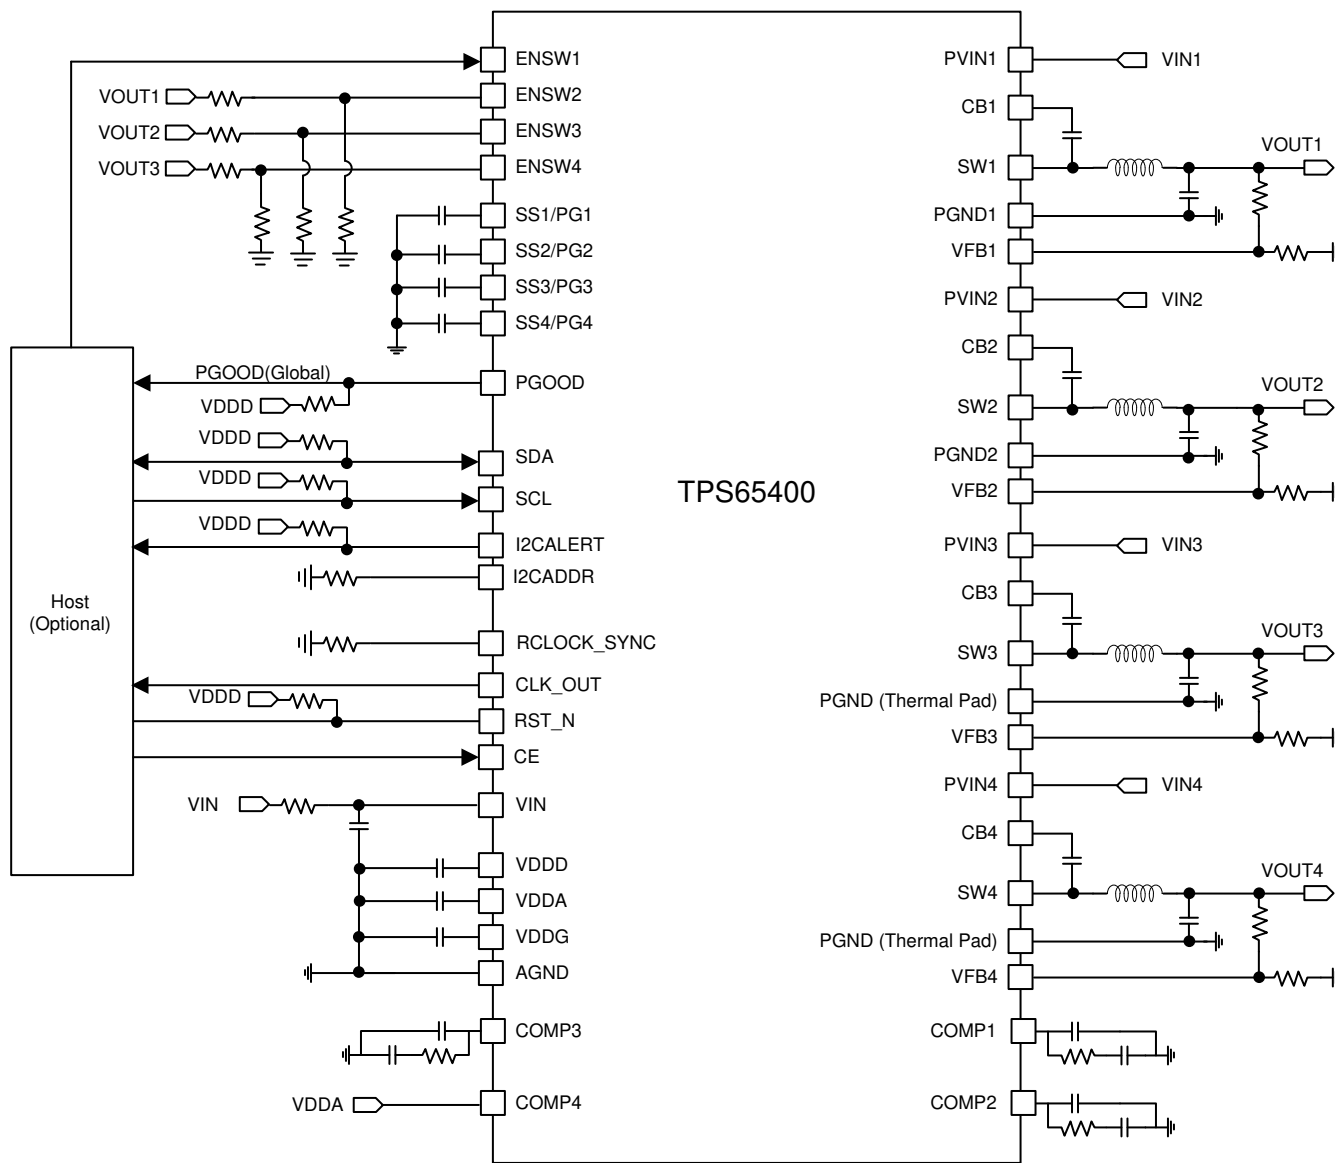 ENSW1
VOUT1
ENSW2
VOUT2
ENSW3
VOUT3
ENSW4
SS1/PG1
SS2/PG2
SS3/PG3
SS4/PG4
PGOOD(Global)
PGOOD
VDDD
VDDD
SDA
VDDD
SCL
VDDD
I2CALERT
I2CADDR
Host
(Optional)
RCLOCK_SYNC
CLK_OUT
VDDD
RST_N
CE
VIN
VIN
VDDD
VDDA
VDDG
AGND
COMP3
VDDA
COMP4
TPS65400
PVIN1
VIN1
CB1
VOUT1
SW1
PGND1
VFB1
PVIN2
VIN2
CB2
VOUT2
SW2
PGND2
VFB2
PVIN3
VIN3
CB3
VOUT3
SW3
PGND (Thermal Pad)
VFB3
PVIN4
VIN4
CB4
VOUT4
SW4
PGND (Thermal Pad)
VFB4
COMP1
COMP2